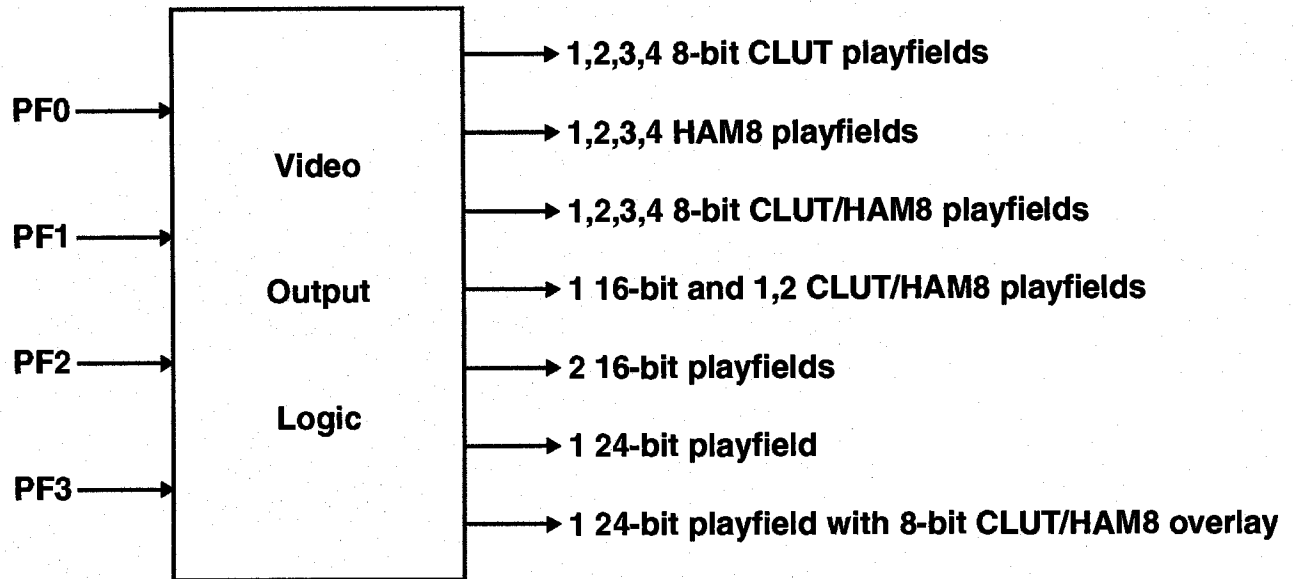 PF0
PF1
PF2
PF3
Video
Output
Logic
1,2,3,4 8-bit CLUT playfields
1,2,3,4 HAM8 playfields
1,2,3,4 8-bit CLUT/HAM8 playfields
1 16-bit and 1,2 CLUT/HAM8 playfields
2 16-bit playfields
1 24-bit playfield
1 24-bit playfield with 8-bit CLUT/HAM8 overlay